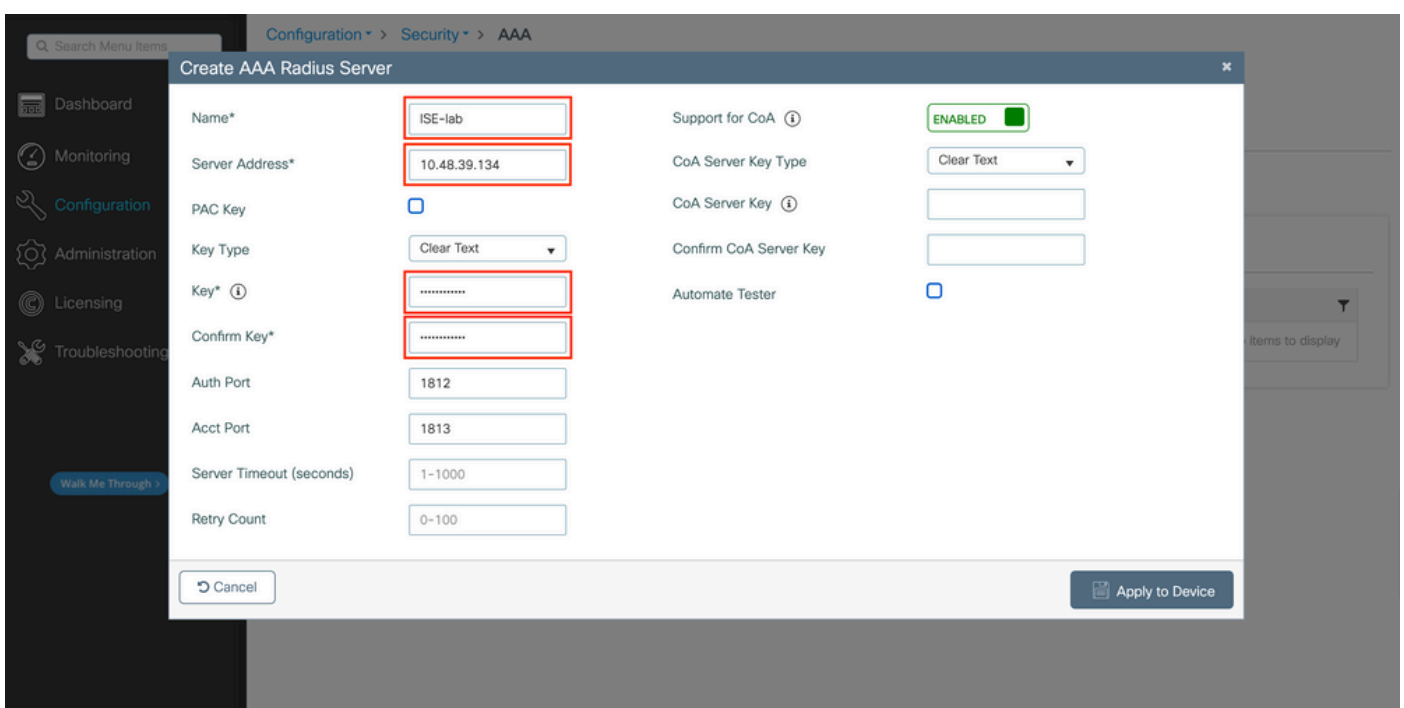 Search Menu Items
Configuration > Security > AAA
Create AAA Radius Server
Dashboard
Monitoring
Configuration
Administration
Licensing
Troubleshooting
Walk Me Through >
Name* ISE-lab
Server Address* 10.48.39.134
PAC Key
Key Type Clear Text
Key* ••••••••••••
Confirm Key* ••••••••••••
Auth Port 1812
Acct Port 1813
Server Timeout (seconds) 1-1000
Retry Count 0-100
Support for CoA ENABLED
CoA Server Key Type Clear Text
CoA Server Key
Confirm CoA Server Key
Automate Tester
items to display
Cancel
Apply to Device